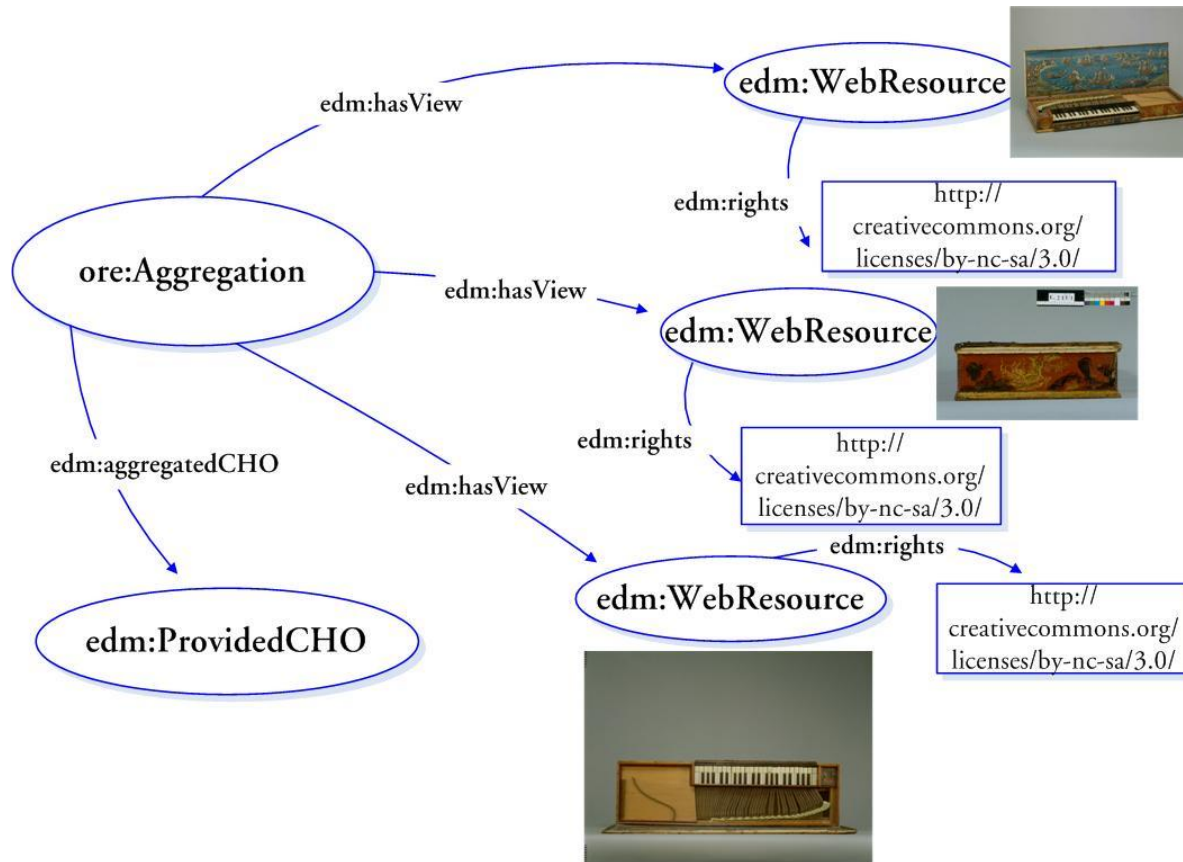 edm:WebResource
edm:hasView
edm:rights
http://
creativecommons.org/
licenses/by-nc-sa/3.0/
ore:Aggregation
edm:hasView
edm:WebResource
edm:rights
http://
creativecommons.org/
licenses/by-nc-sa/3.0/
edm:aggregatedCHO
edm:hasView
edm:rights
edm:WebResource
http://
creativecommons.org/
licenses/by-nc-sa/3.0/
edm:ProvidedCHO